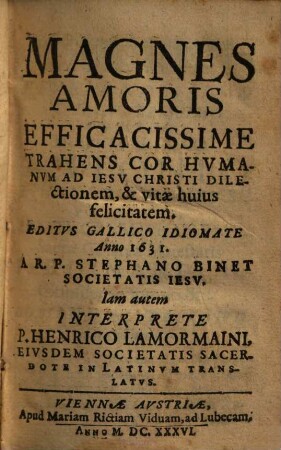 MAGNES
AMORIS
EFFICACISSIME
TRAHENS COR HVMA-
NVM AD IESV CHRISTI DILE-
ctionem, & vitæ huius
felicitatem.
EDITVS GALLICO IDIOMATE
Anno 1631.
A R. P. STEPHANO BINET
SOCIETATIS IESV.
Iam autem
INTERPRETE
P. HENRICO LAMORMAINI,
EIVSDEM SOCIETATIS SACER-
DOTE IN LATINVM TRANS-
LATVS.
VIENNÆ AVSTRIÆ,
Apud Mariam Rictiam Viduam, ad Lubecam,
ANNO M. DC. XXXVI.